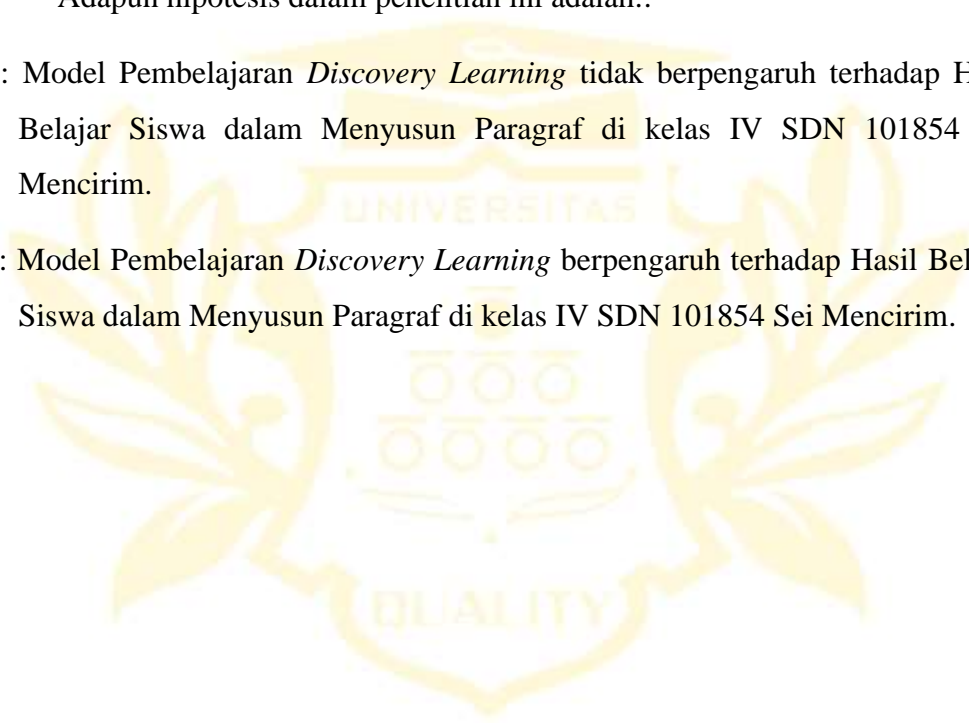 Adapun hipotesis dalam penelitian ini adalah..
: Model Pembelajaran Discovery Learning tidak berpengaruh terhadap H
Belajar Siswa dalam Menyusun Paragraf di kelas IV SDN 101854
Mencirim.
UNIVERSITAS
: Model Pembelajaran Discovery Learning berpengaruh terhadap Hasil Bel
Siswa dalam Menyusun Paragraf di kelas IV SDN 101854 Sei Mencirim.
QUALITY